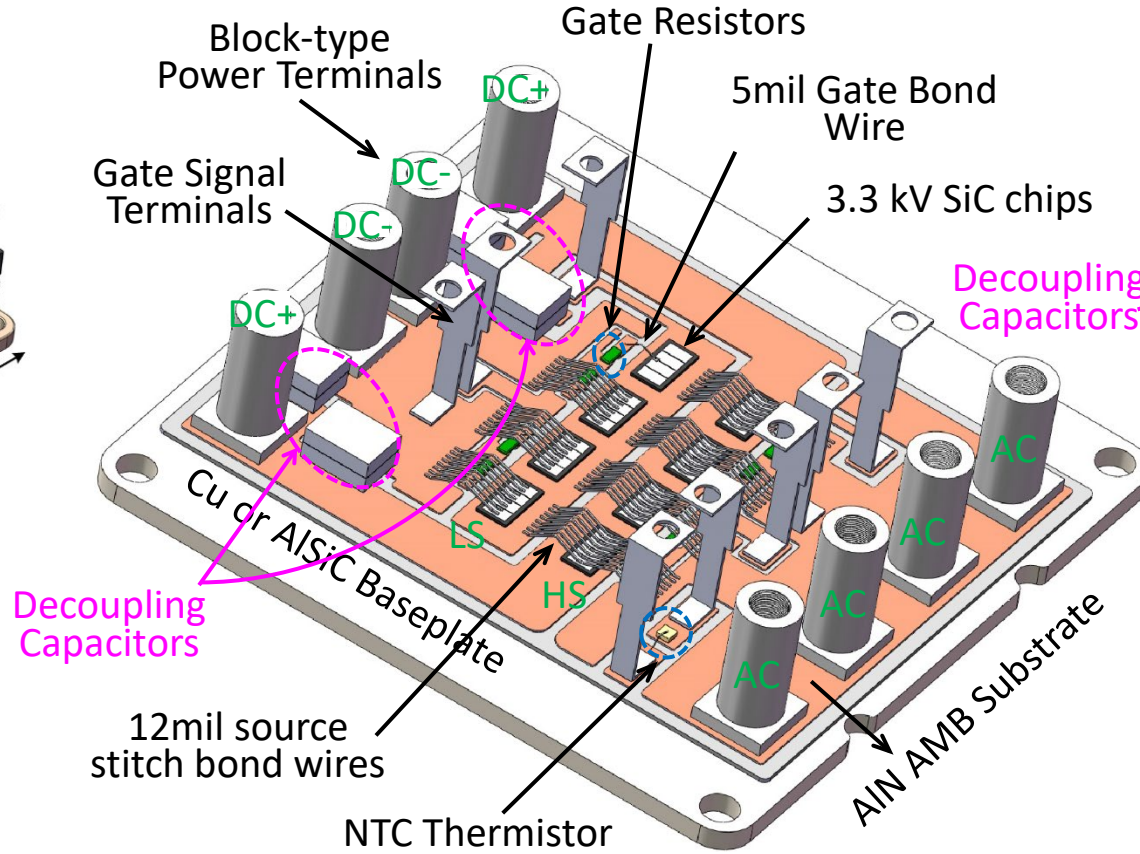 Gate Resistors
Block-type
Power Terminals
DC+
5mil Gate Bond
Wire
DC-
Gate Signal
Terminals
3.3 kV SiC chips
DC-
Decoupling
Capacitors
DC+
AC
AC
LS
Cu or AlSiC Baseplate
HS
AC
Decoupling
Capacitors
AC
AlN AMB Substrate
12mil source
stitch bond wires
NTC Thermistor